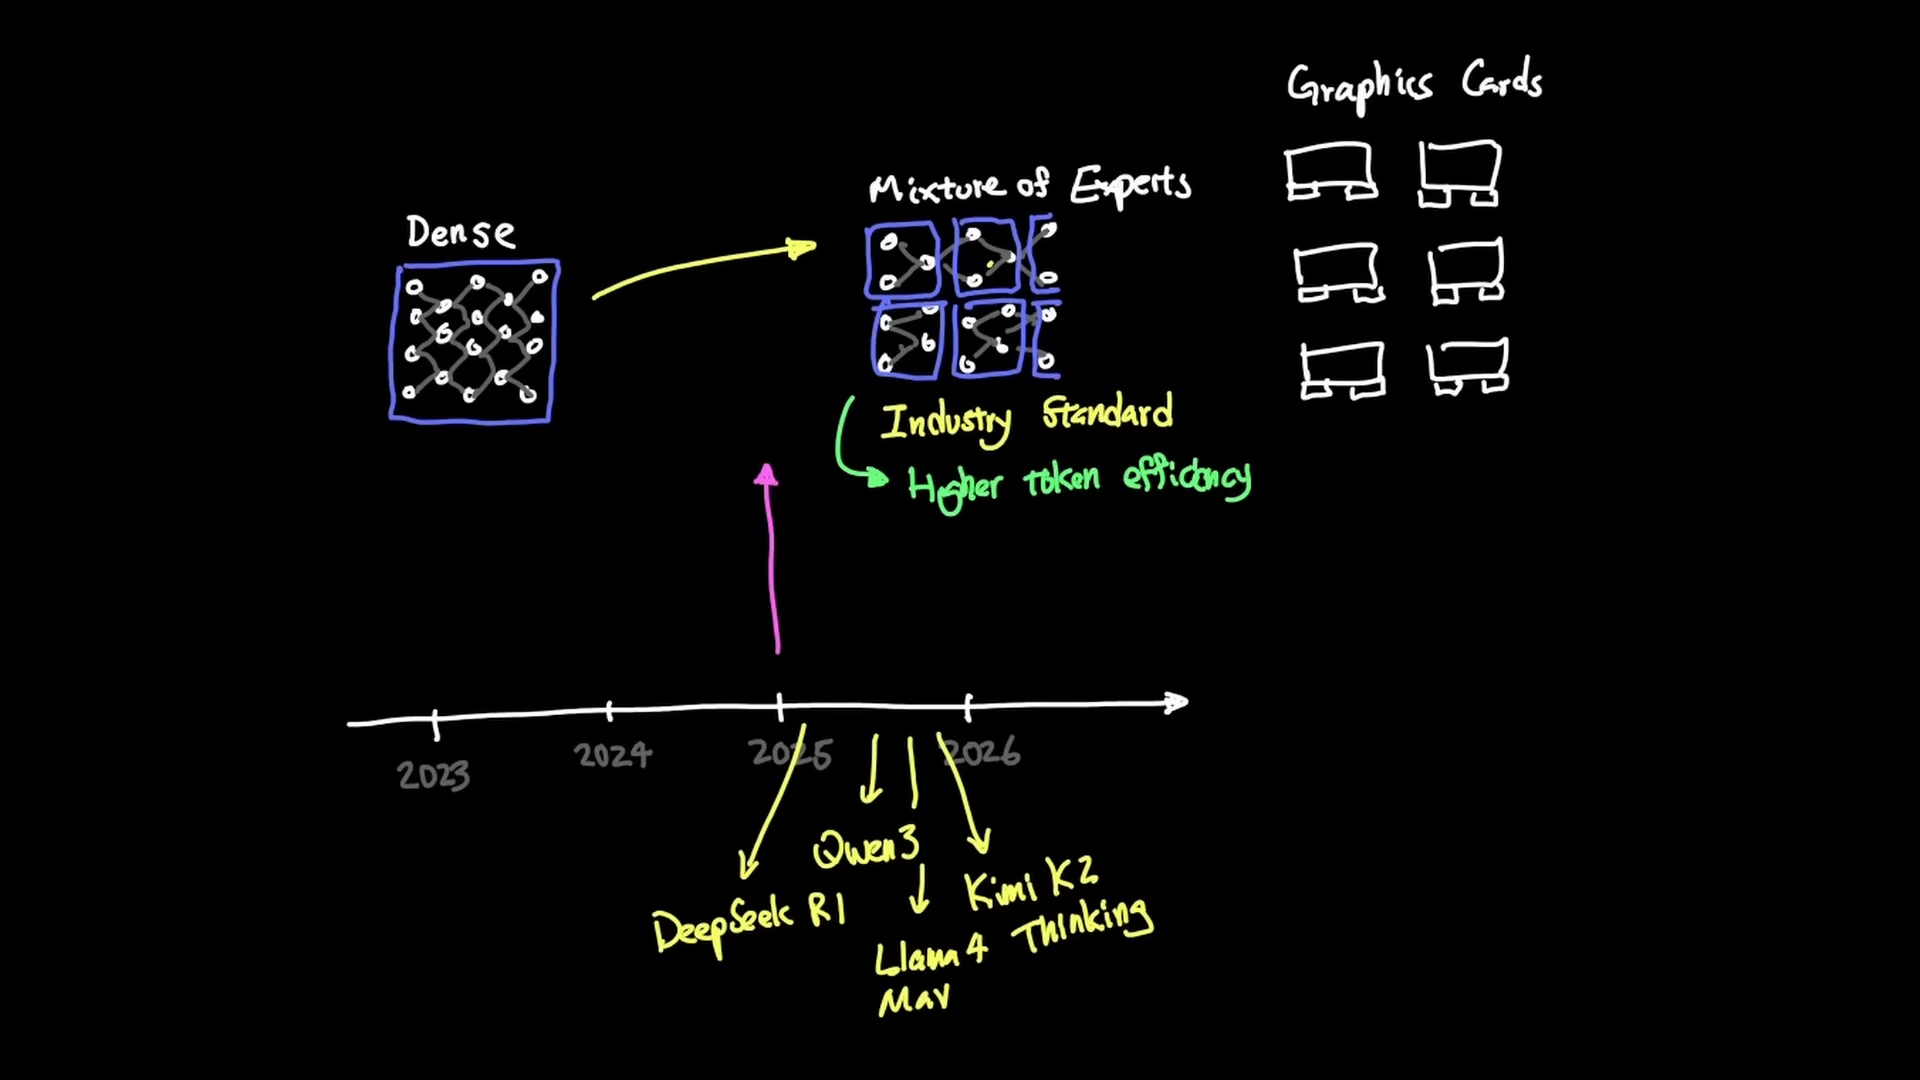 Graphics Cards
Mixture of Experts
Dense
Industry Standard
Higher token efficiency
2023
2024
2025
2026
Qwen3
DeepSeek R1
Kimi K2
Thinking
Llama 4
Mav